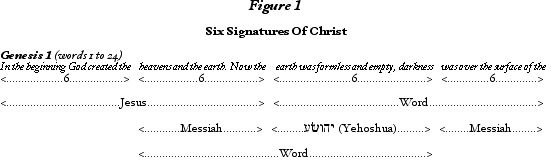 Figure 1
Six Signatures Of Christ
Genesis 1 (words 1 to 24)
In the beginning God created the heavens and the earth. Now the earth was formless and empty, darkness was over the surface of the
<......................6......................> <......................6....................> <............................6..........................> <.....................6.................>
<..........................................Jesus..........................................> <..............................................Word.........................................>
<............Messiah............> <.........יהושע (Yehoshua).........> <..........Messiah..........>
<................................................Word...........................................>